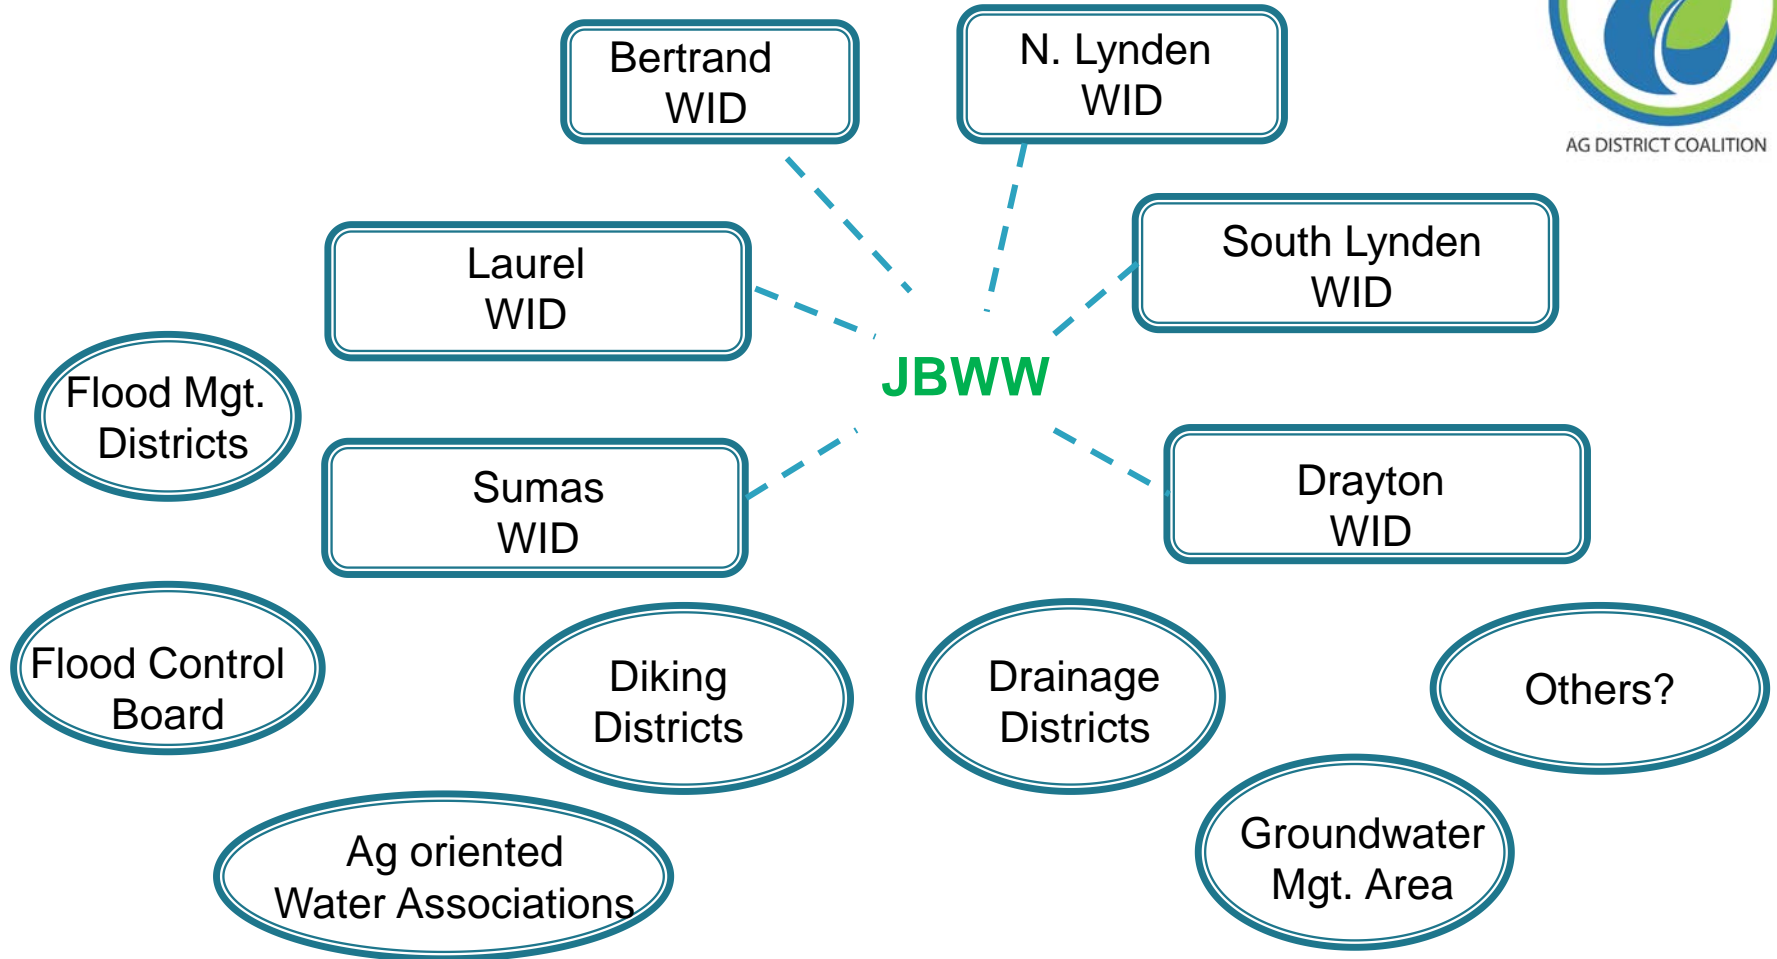 Bertrand
WID
N. Lynden
WID
AG DISTRICT COALITION
Laurel
WID
South Lynden
WID
JBWW
Flood Mgt.
Districts
Sumas
WID
Drayton
WID
Flood Control
Board
Diking
Districts
Drainage
Districts
Others?
Ag oriented
Water Associations
Groundwater
Mgt. Area